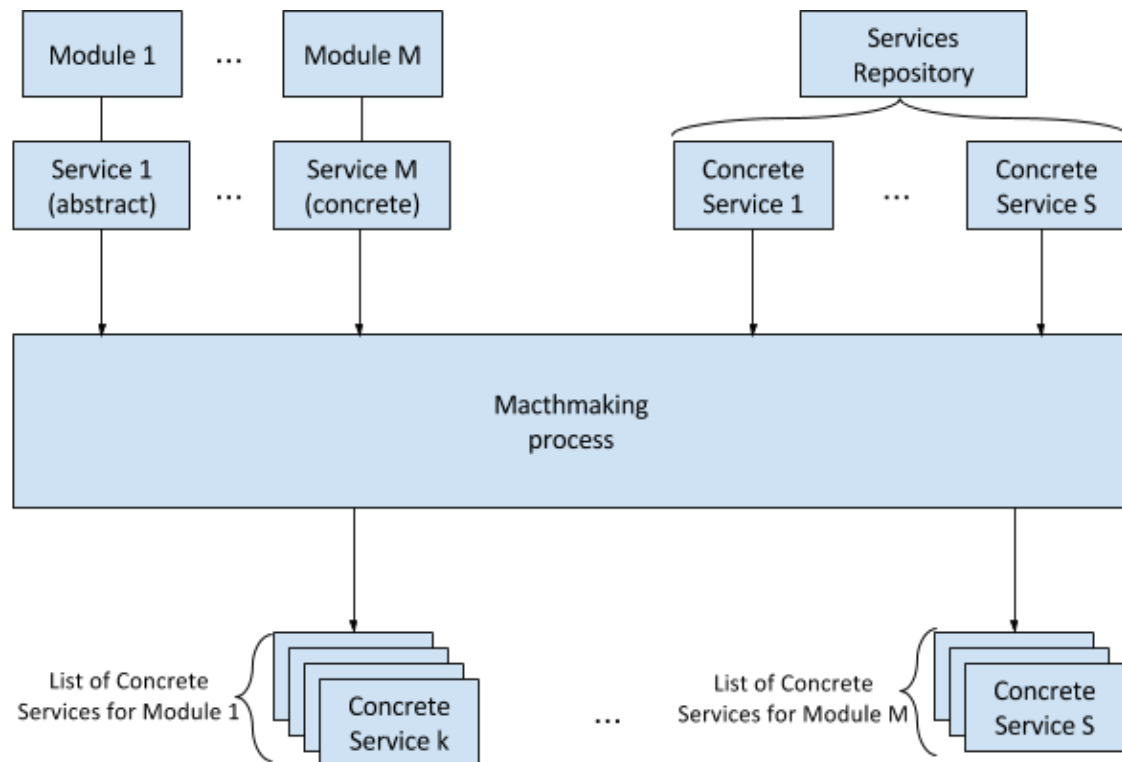 Module 1
...
Module M
Services
Repository
Service 1
(abstract)
...
Service M
(concrete)
Concrete
Service 1
...
Concrete
Service S
Macthmaking
process
List of Concrete
Services for Module 1
Concrete
Service k
...
List of Concrete
Services for Module M
Concrete
Service S